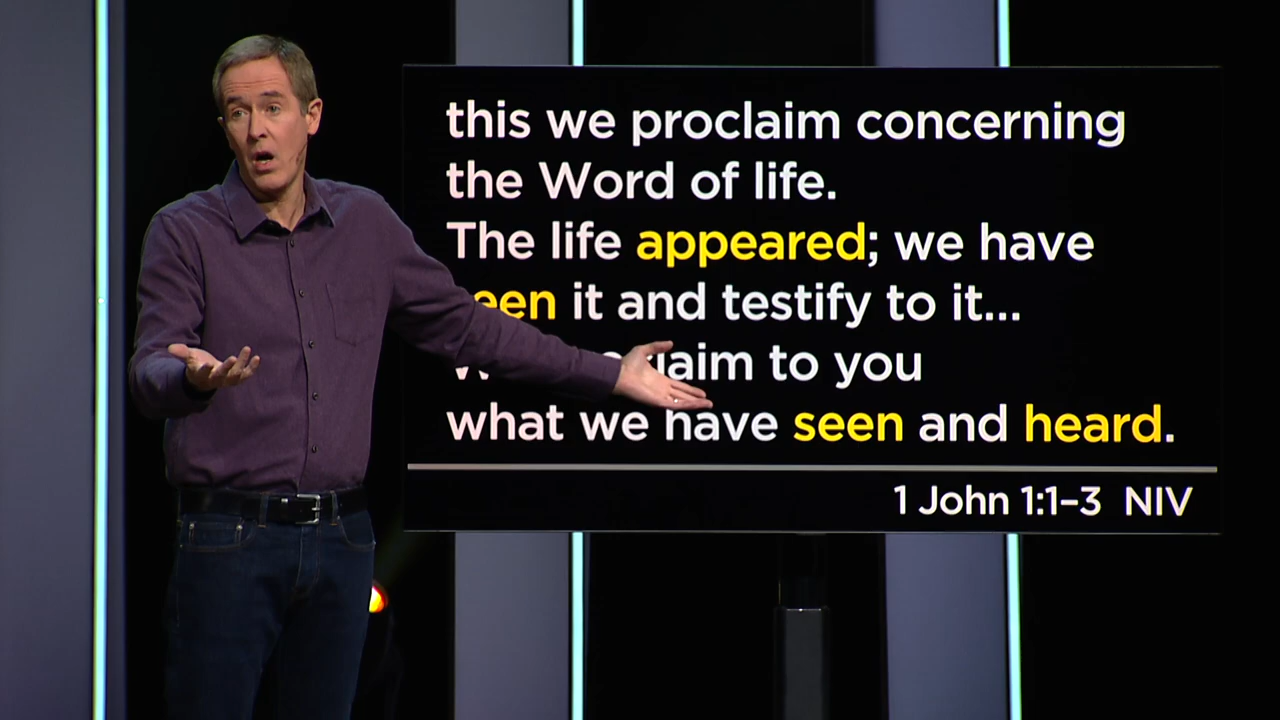 this we proclaim concerning
the Word of life.
The life appeared; we have
it and testify to it...
to you
what we have seen and heard.
1 John 1:1–3 NIV